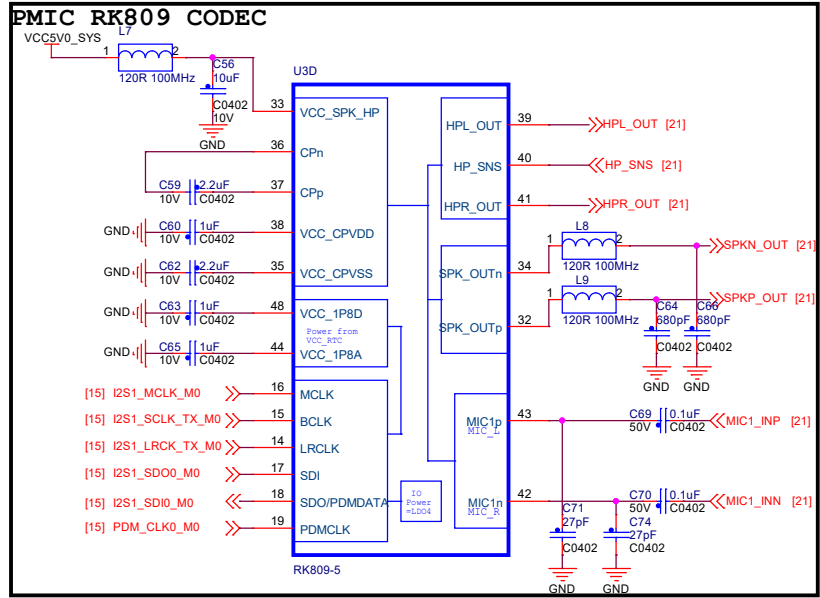 PMIC RK809 CODEC
VCC5V0_SYS
L7
1
2
120R 100MHz
C56
10uF
C0402
10V
GND
U3D
33
VCC_SPK_HP
36
CPn
C59
2.2uF
10V
C0402
37
CPp
GND
C60
1uF
10V
C0402
38
VCC_CPVDD
GND
C62
2.2uF
10V
C0402
35
VCC_CPVSS
GND
C63
1uF
10V
C0402
48
VCC_1P8D
Power from
VCC_RTC
GND
C65
1uF
10V
C0402
44
VCC_1P8A
[15] I2S1_MCLK_M0
16
MCLK
[15] I2S1_SCLK_TX_M0
15
BCLK
[15] I2S1_LRCK_TX_M0
14
LRCLK
[15] I2S1_SDO0_M0
17
SDI
[15] I2S1_SDI0_M0
18
SDO/PDMDATA
[15] PDM_CLK0_M0
19
PDMCLK
IO
Power
=LDO4
RK809-5
HPL_OUT
39
HPL_OUT [21]
HP_SNS
40
HP_SNS [21]
HPR_OUT
41
HPR_OUT [21]
SPK_OUTn
34
L8
1
2
120R 100MHz
SPKN_OUT [21]
SPK_OUTp
32
L9
1
2
120R 100MHz
SPKP_OUT [21]
C64
680pF
C0402
GND
C66
680pF
C0402
GND
MIC1p
MIC_L
43
C69
0.1uF
50V
C0402
MIC1_INP [21]
MIC1n
MIC_R
42
C70
0.1uF
50V
C0402
MIC1_INN [21]
C71
27pF
C0402
GND
C74
27pF
C0402
GND